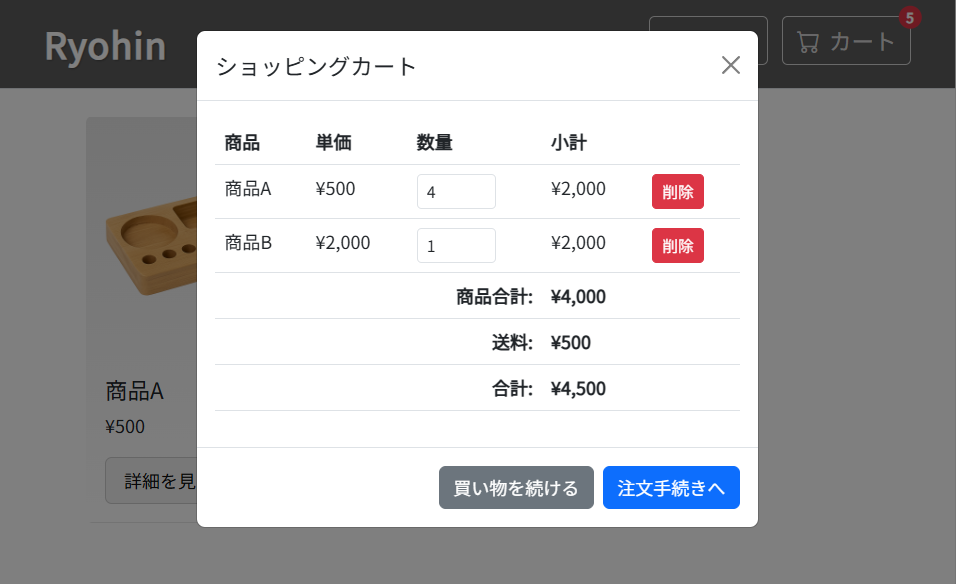 Ryohin
カート
5
ショッピングカート
商品 単価 数量 小計
商品A ¥500 4 ¥2,000 削除
商品B ¥2,000 1 ¥2,000 削除
商品合計: ¥4,000
送料: ¥500
合計: ¥4,500
買い物を続ける 注文手続きへ
商品A
¥500
詳細を見